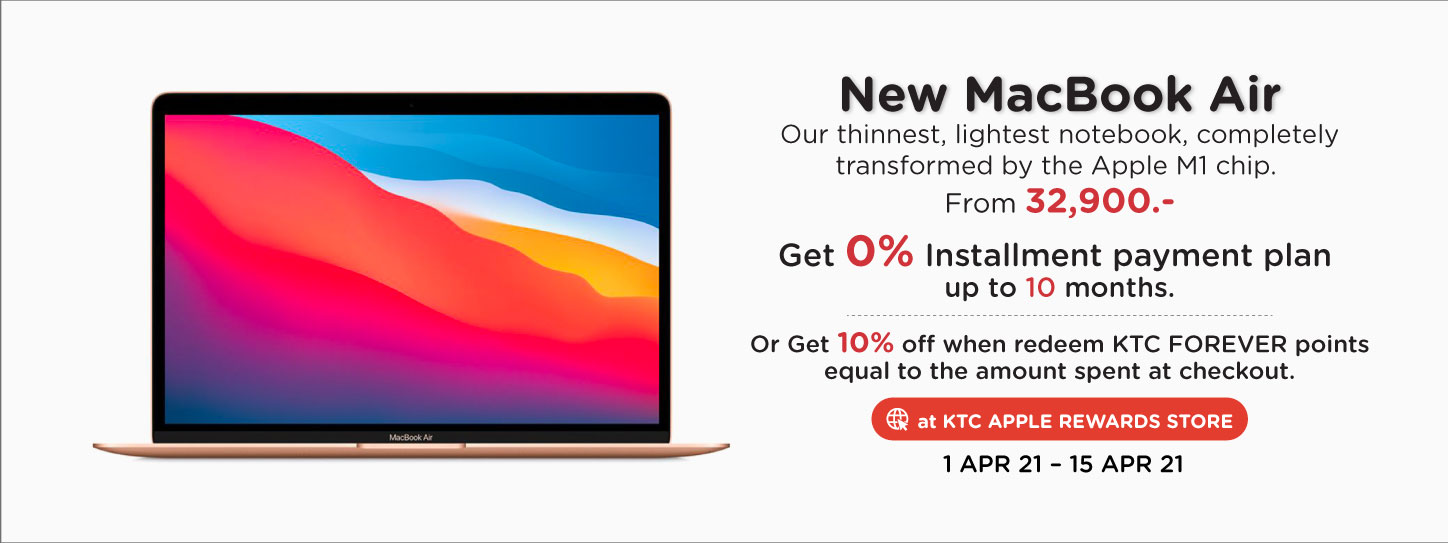 New MacBook Air
Our thinnest, lightest notebook, completely
transformed by the Apple M1 chip.
From 32,900.-
Get 0% Installment payment plan
up to 10 months.
Or Get 10% off when redeem KTC FOREVER points
equal to the amount spent at checkout.
at KTC APPLE REWARDS STORE
1 APR 21 – 15 APR 21
MacBook Air